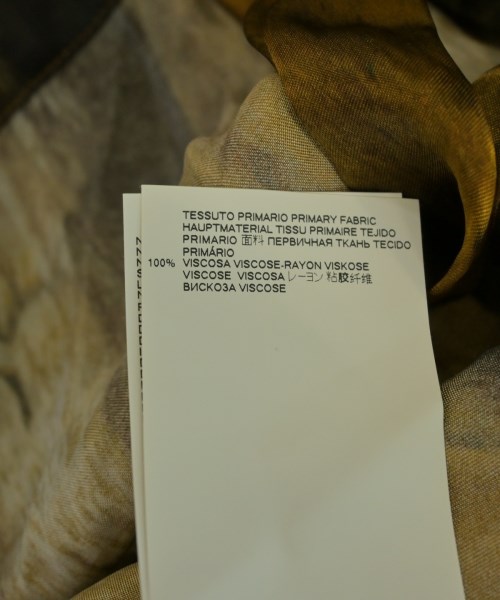 TESSUTO PRIMARIO PRIMARY FABRIC
HAUPTMATERIAL TISSU PRIMAIRE TEJIDO
PRIMARIO 面料 ПЕРВИЧНАЯ ТКАНЬ TECIDO
PRIMÁRIO
100% VISCOSA VISCOSE-RAYON VISKOSE
VISCOSE VISCOSA レーヨン 粘胶纤维
ВИСКОЗА VISCOSE